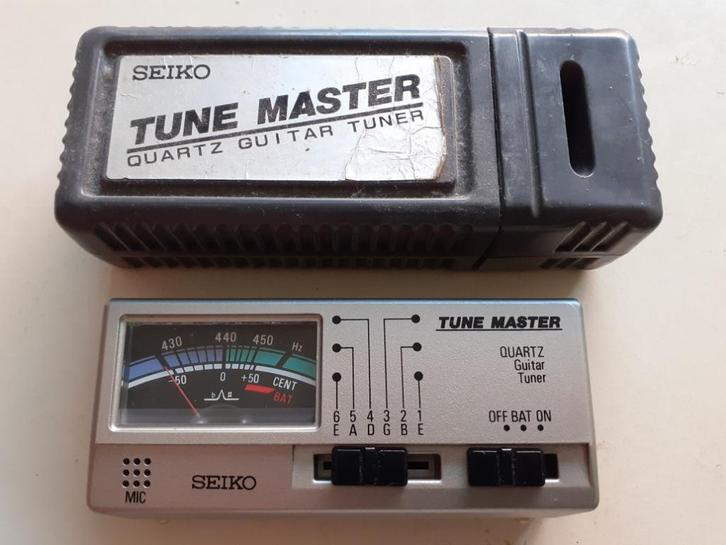 SEIKO
TUNE MASTER
QUARTZ GUITAR TUNER
430 440 450 Hz
-50 0 +50 CENT
BAT
♭ ♯
TUNE MASTER
QUARTZ
Guitar
Tuner
6 5 4 3 2 1
E A D G B E
OFF BAT ON
MIC
SEIKO